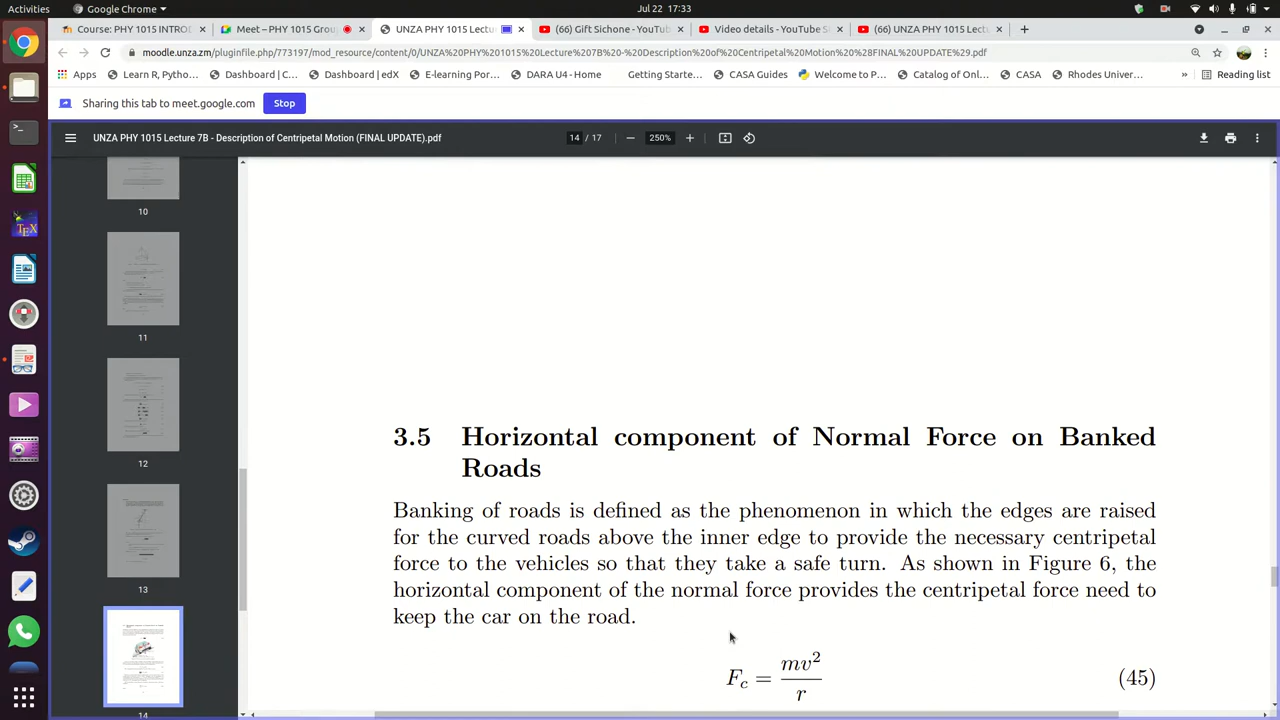 Activities
Google Chrome
Jul 22 17:33
Course: PHY 1015 INTROD
Meet – PHY 1015 Grou
UNZA PHY 1015 Lecture 
(66) Gift Sichone - YouTub
Video details - YouTube S
(66) UNZA PHY 1015 Lectu
moodle.unza.zm/pluginfile.php/773197/mod_resource/content/0/UNZA%20PHY%201015%20Lecture%207B%20-%20Description%20of%20Centripetal%20Motion%20%28FINAL%20UPDATE%29.pdf
Apps
Learn R, Pytho...
Dashboard | C...
Dashboard | edX
E-learning Por...
DARA U4 - Home
Getting Starte...
CASA Guides
Welcome to P...
Catalog of Onl...
CASA
Rhodes Univer...
»
Reading list
Sharing this tab to meet.google.com
Stop
UNZA PHY 1015 Lecture 7B - Description of Centripetal Motion (FINAL UPDATE).pdf
14 / 17
250%
10
11
12
13
14
3.5 Horizontal component of Normal Force on Banked
Roads
Banking of roads is defined as the phenomenon in which the edges are raised
for the curved roads above the inner edge to provide the necessary centripetal
force to the vehicles so that they take a safe turn. As shown in Figure 6, the
horizontal component of the normal force provides the centripetal force need to
keep the car on the road.
F_c = mv²/r (45)